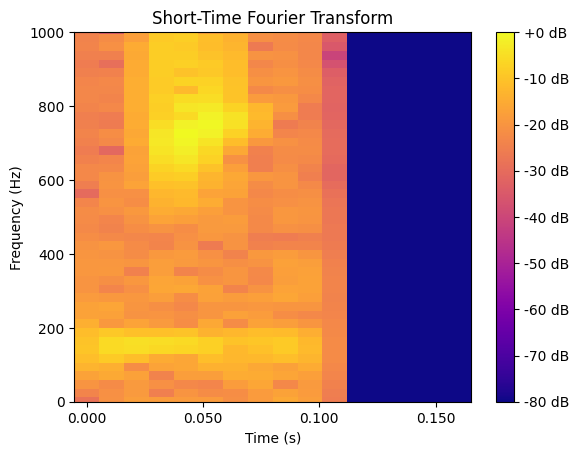 Short-Time Fourier Transform
1000
800
600
400
200
0
Frequency (Hz)
0.000
0.050
0.100
0.150
Time (s)
+0 dB
-10 dB
-20 dB
-30 dB
-40 dB
-50 dB
-60 dB
-70 dB
-80 dB